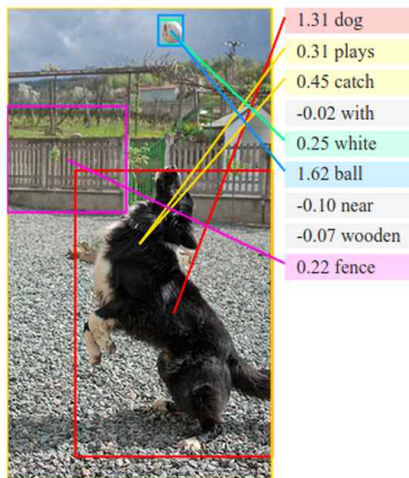 1.31 dog
0.31 plays
0.45 catch
-0.02 with
0.25 white
1.62 ball
-0.10 near
-0.07 wooden
0.22 fence